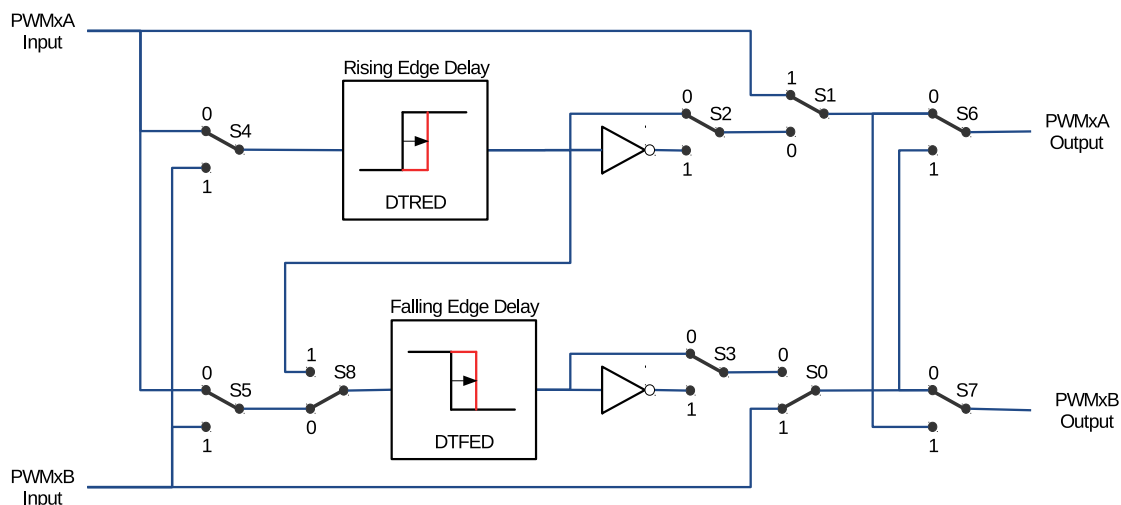 PWMxA
Input
Rising Edge Delay
DTRED
0
S4
1
0
S2
1
1
S1
0
0
S6
1
PWMxA
Output
Falling Edge Delay
DTFED
0
S5
1
1
S8
0
0
S3
1
0
S0
1
0
S7
1
PWMxB
Output
PWMxB
Input